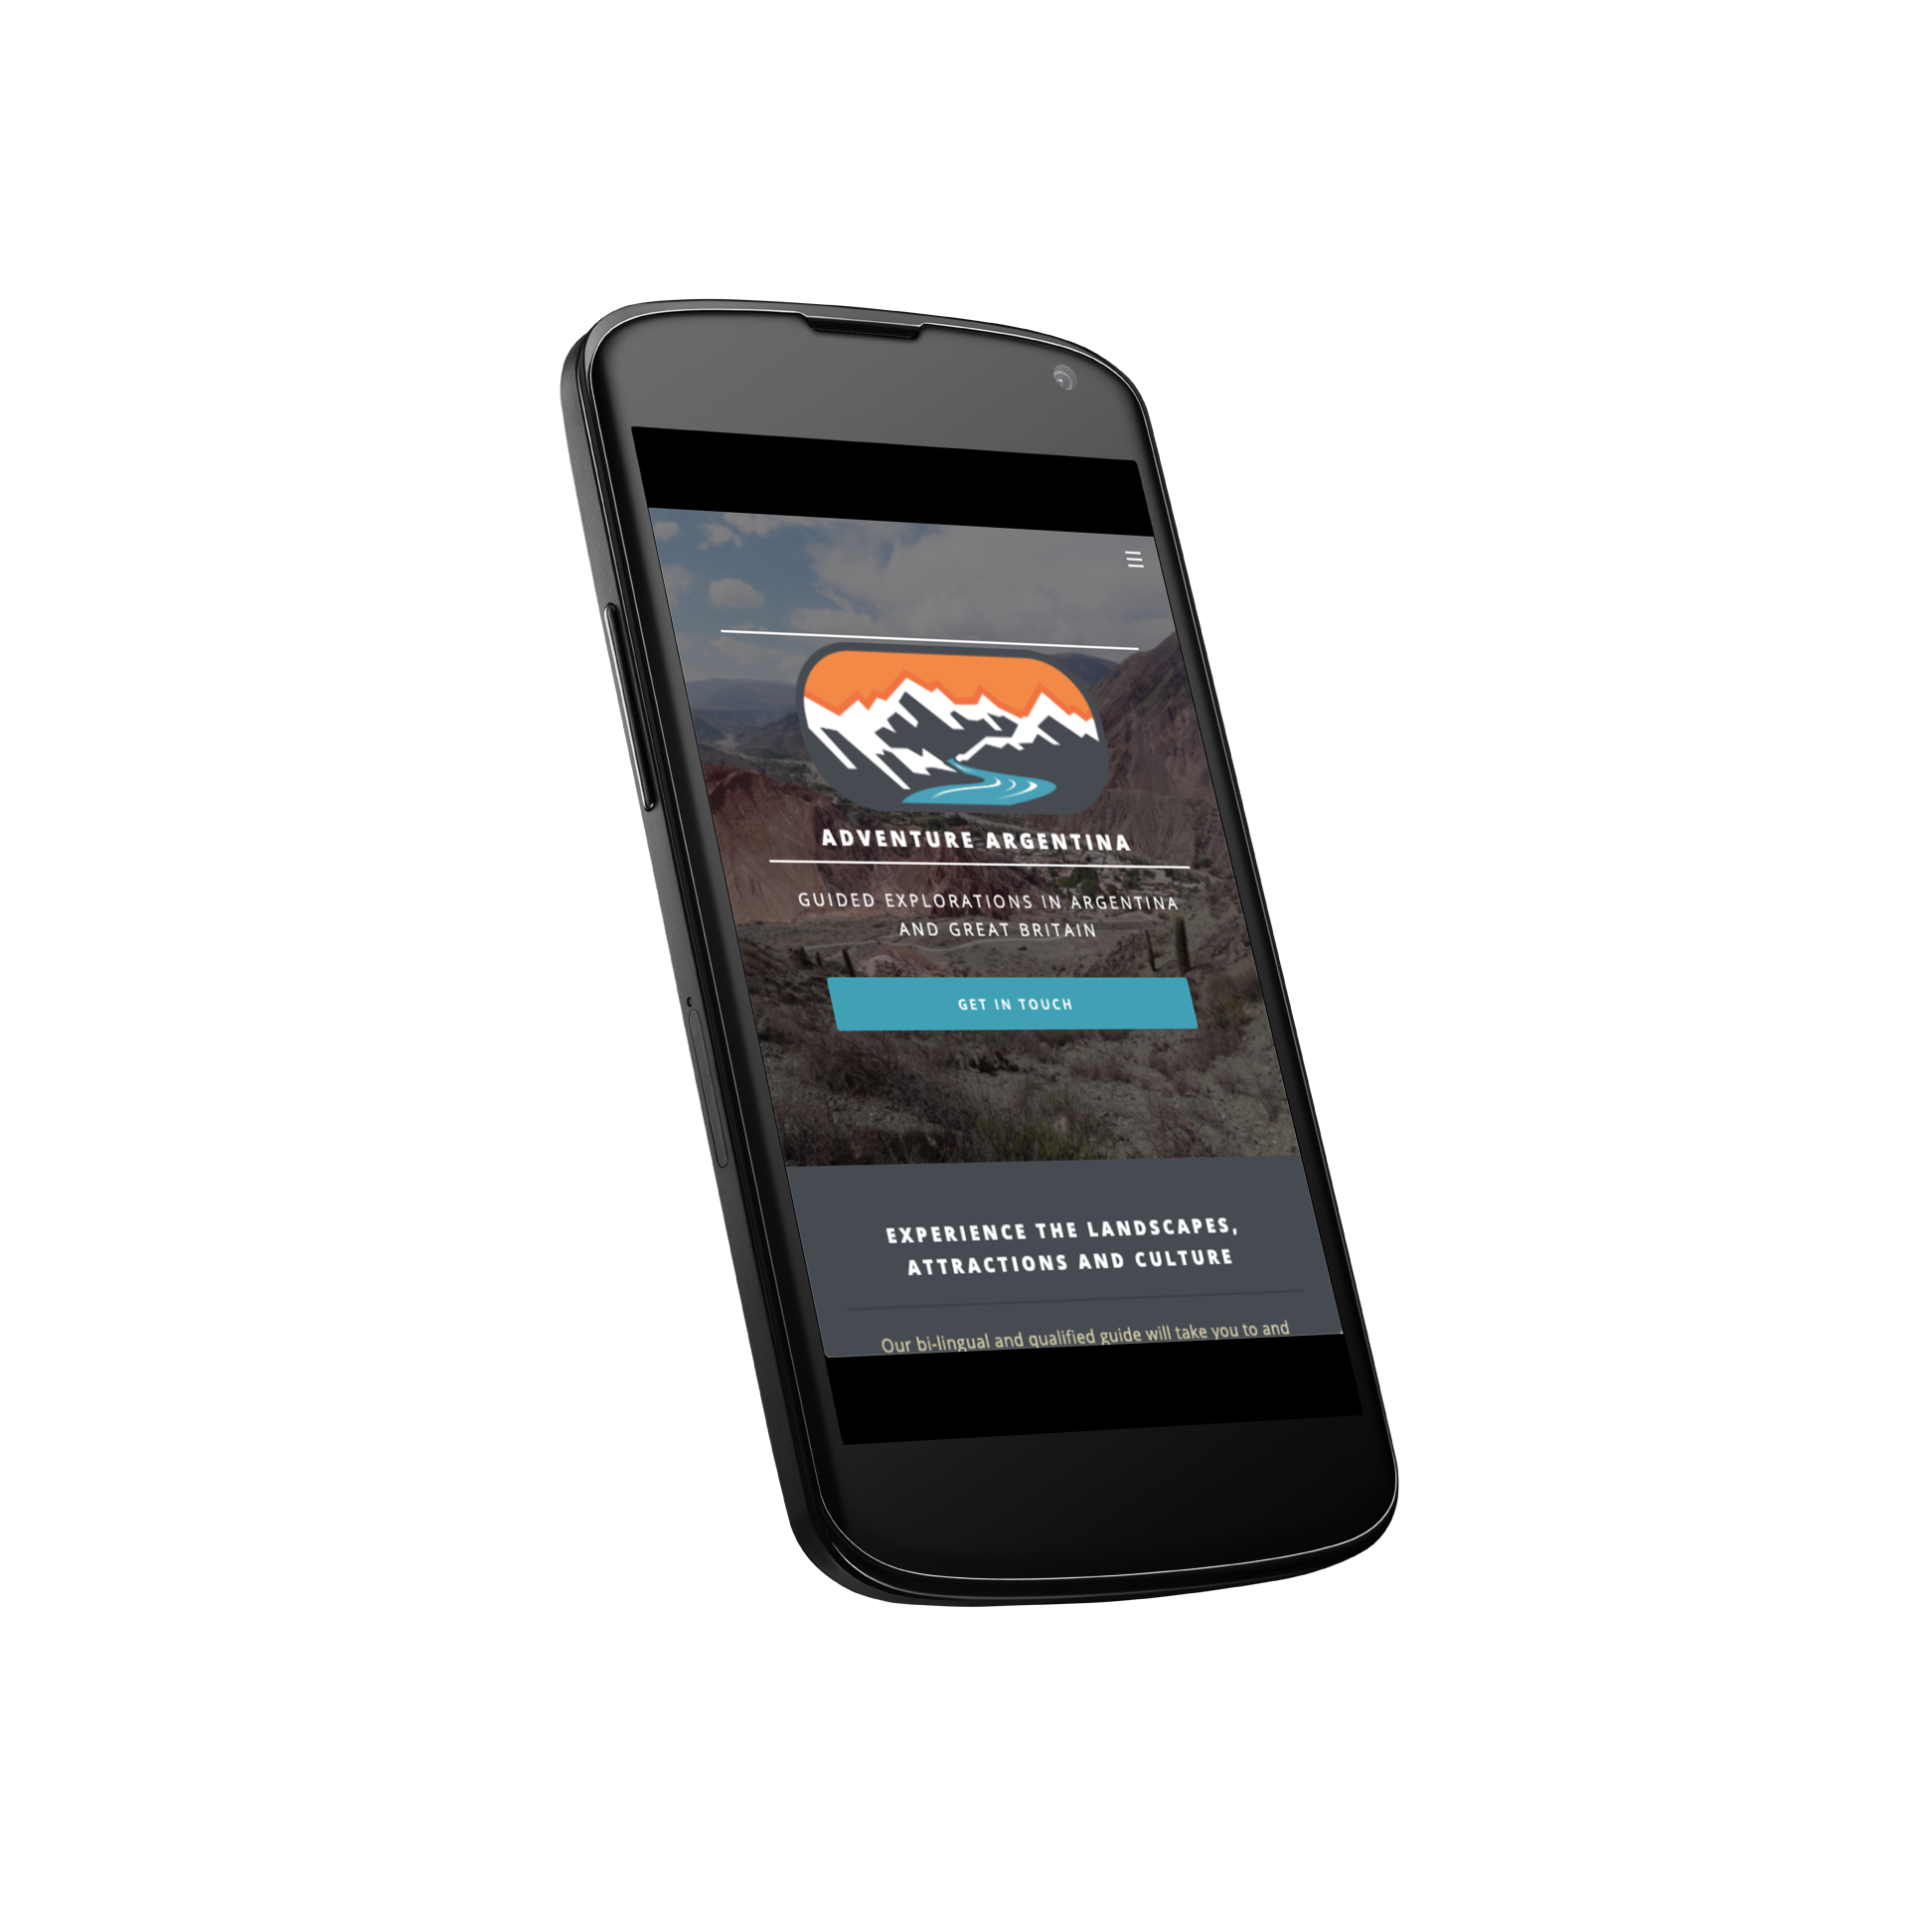 ADVENTURE ARGENTINA
GUIDED EXPLORATIONS IN ARGENTINA
AND GREAT BRITAIN
GET IN TOUCH
EXPERIENCE THE LANDSCAPES,
ATTRACTIONS AND CULTURE
Our bi-lingual and qualified guide will take you to and